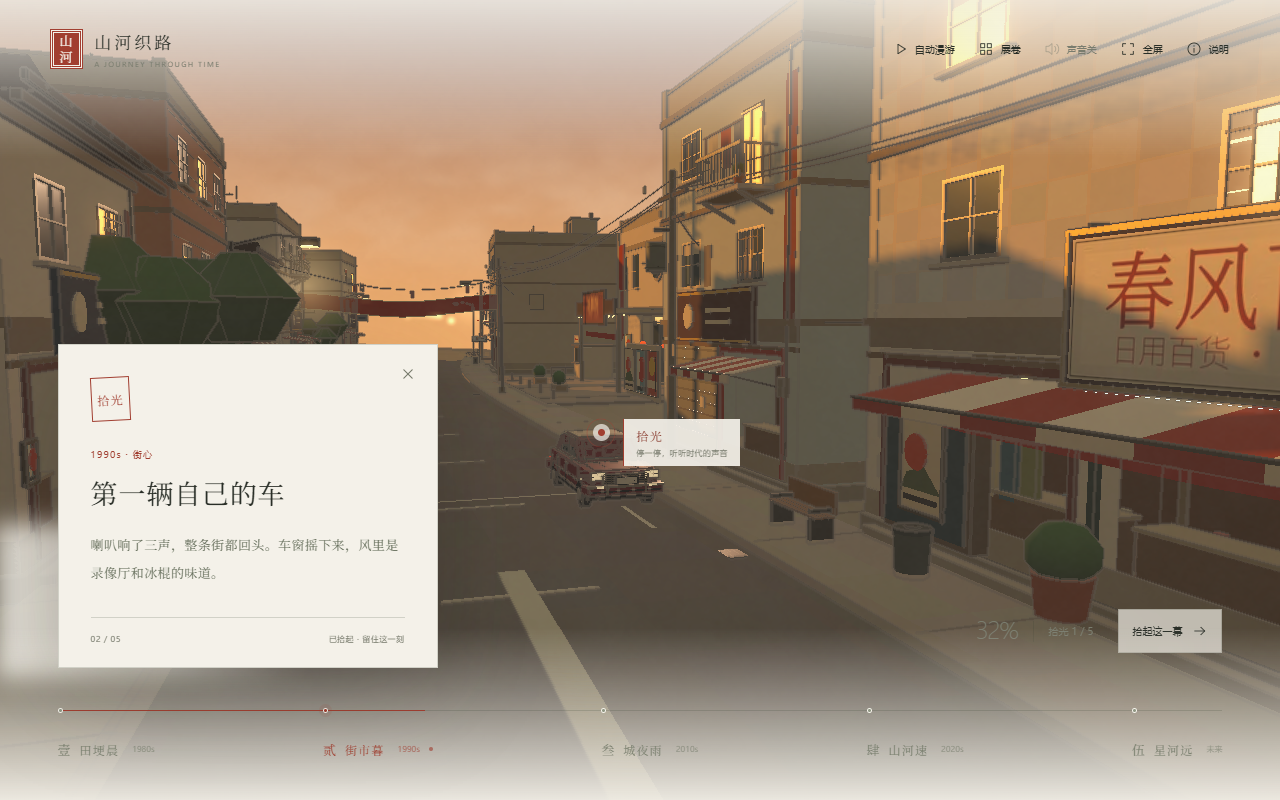 山河
山河织路
A JOURNEY THROUGH TIME
自动漫游
展卷
声音关
全屏
说明
春风
日用百货·
拾光
1990s · 街心
第一辆自己的车
喇叭响了三声，整条街都回头。车窗摇下来，风里是
录像厅和冰棍的味道。
02 / 05
已拾起 · 留住这一刻
拾光
停一停，听听时代的声音
32%
拾光 1 / 5
拾起这一幕
壹 田埂晨 1980s
贰 街市暮 1990s
叁 城夜雨 2010s
肆 山河速 2020s
伍 星河远 未来